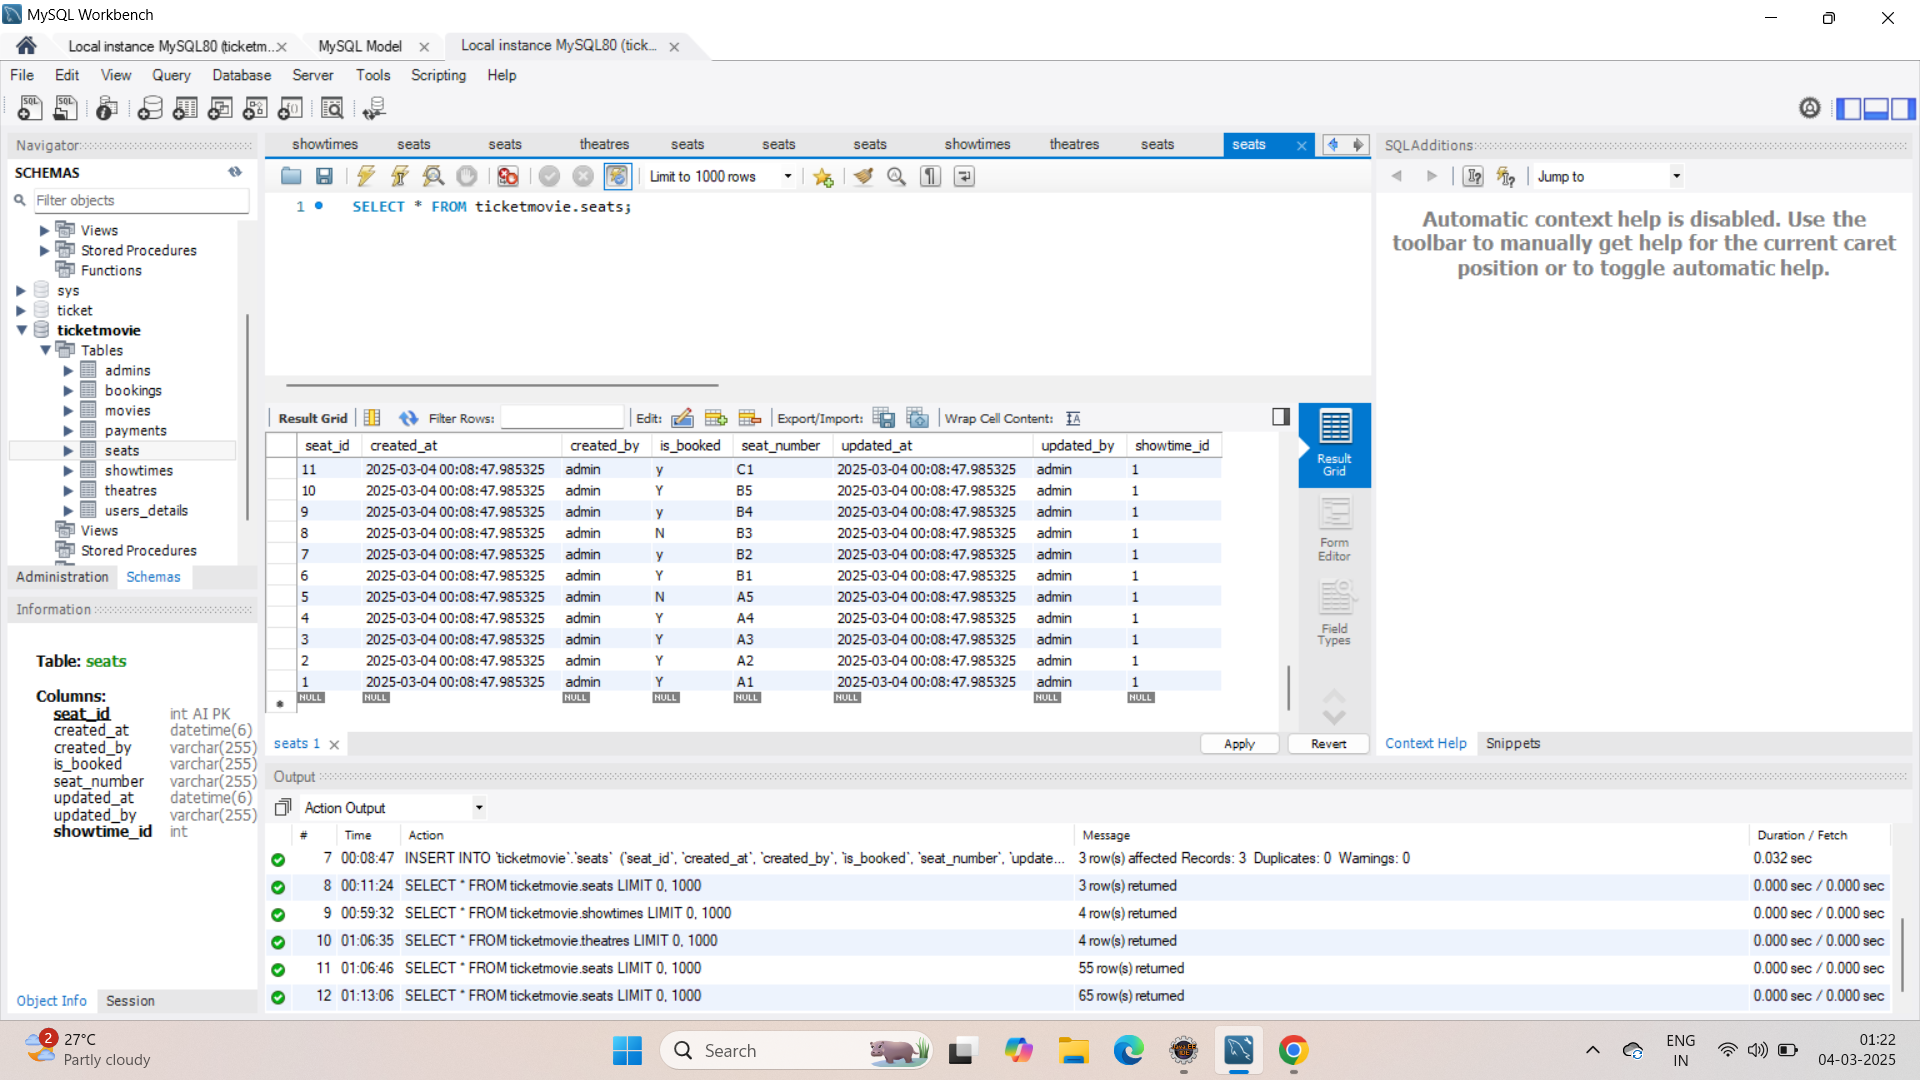 MySQL Workbench
Local instance MySQL80 (ticketm...
MySQL Model
Local instance MySQL80 (tick...
File Edit View Query Database Server Tools Scripting Help
Navigator
SCHEMAS
Filter objects
Views
Stored Procedures
Functions
sys
ticket
ticketmovie
Tables
admins
bookings
movies
payments
seats
showtimes
theatres
users_details
Views
Stored Procedures
Administration Schemas
Information
Table: seats
Columns:
seat_id int AI PK
created_at datetime(6)
created_by varchar(255)
is_booked varchar(255)
seat_number varchar(255)
updated_at datetime(6)
updated_by varchar(255)
showtime_id int
Object Info Session
showtimes seats seats theatres seats seats seats showtimes theatres seats seats
Limit to 1000 rows
1 SELECT * FROM ticketmovie.seats;
Result Grid Filter Rows: Edit: Export/Import: Wrap Cell Content:
seat_id created_at created_by is_booked seat_number updated_at updated_by showtime_id
11 2025-03-04 00:08:47.985325 admin y C1 2025-03-04 00:08:47.985325 admin 1
10 2025-03-04 00:08:47.985325 admin Y B5 2025-03-04 00:08:47.985325 admin 1
9 2025-03-04 00:08:47.985325 admin y B4 2025-03-04 00:08:47.985325 admin 1
8 2025-03-04 00:08:47.985325 admin N B3 2025-03-04 00:08:47.985325 admin 1
7 2025-03-04 00:08:47.985325 admin y B2 2025-03-04 00:08:47.985325 admin 1
6 2025-03-04 00:08:47.985325 admin Y B1 2025-03-04 00:08:47.985325 admin 1
5 2025-03-04 00:08:47.985325 admin N A5 2025-03-04 00:08:47.985325 admin 1
4 2025-03-04 00:08:47.985325 admin Y A4 2025-03-04 00:08:47.985325 admin 1
3 2025-03-04 00:08:47.985325 admin Y A3 2025-03-04 00:08:47.985325 admin 1
2 2025-03-04 00:08:47.985325 admin Y A2 2025-03-04 00:08:47.985325 admin 1
1 2025-03-04 00:08:47.985325 admin Y A1 2025-03-04 00:08:47.985325 admin 1
NULL NULL NULL NULL NULL NULL NULL NULL
Result
Grid
Form
Editor
Field
Types
seats 1
Apply Revert
SQLAdditions
Jump to
Automatic context help is disabled. Use the
toolbar to manually get help for the current caret
position or to toggle automatic help.
Context Help Snippets
Output
Action Output
# Time Action Message Duration / Fetch
7 00:08:47 INSERT INTO `ticketmovie`.`seats` (`seat_id`, `created_at`, `created_by`, `is_booked`, `seat_number`, `update... 3 row(s) affected Records: 3 Duplicates: 0 Warnings: 0 0.032 sec
8 00:11:24 SELECT * FROM ticketmovie.seats LIMIT 0, 1000 3 row(s) returned 0.000 sec / 0.000 sec
9 00:59:32 SELECT * FROM ticketmovie.showtimes LIMIT 0, 1000 4 row(s) returned 0.000 sec / 0.000 sec
10 01:06:35 SELECT * FROM ticketmovie.theatres LIMIT 0, 1000 4 row(s) returned 0.000 sec / 0.000 sec
11 01:06:46 SELECT * FROM ticketmovie.seats LIMIT 0, 1000 55 row(s) returned 0.000 sec / 0.000 sec
12 01:13:06 SELECT * FROM ticketmovie.seats LIMIT 0, 1000 65 row(s) returned 0.000 sec / 0.000 sec
2
27°C
Partly cloudy
Search
ENG
IN
01:22
04-03-2025